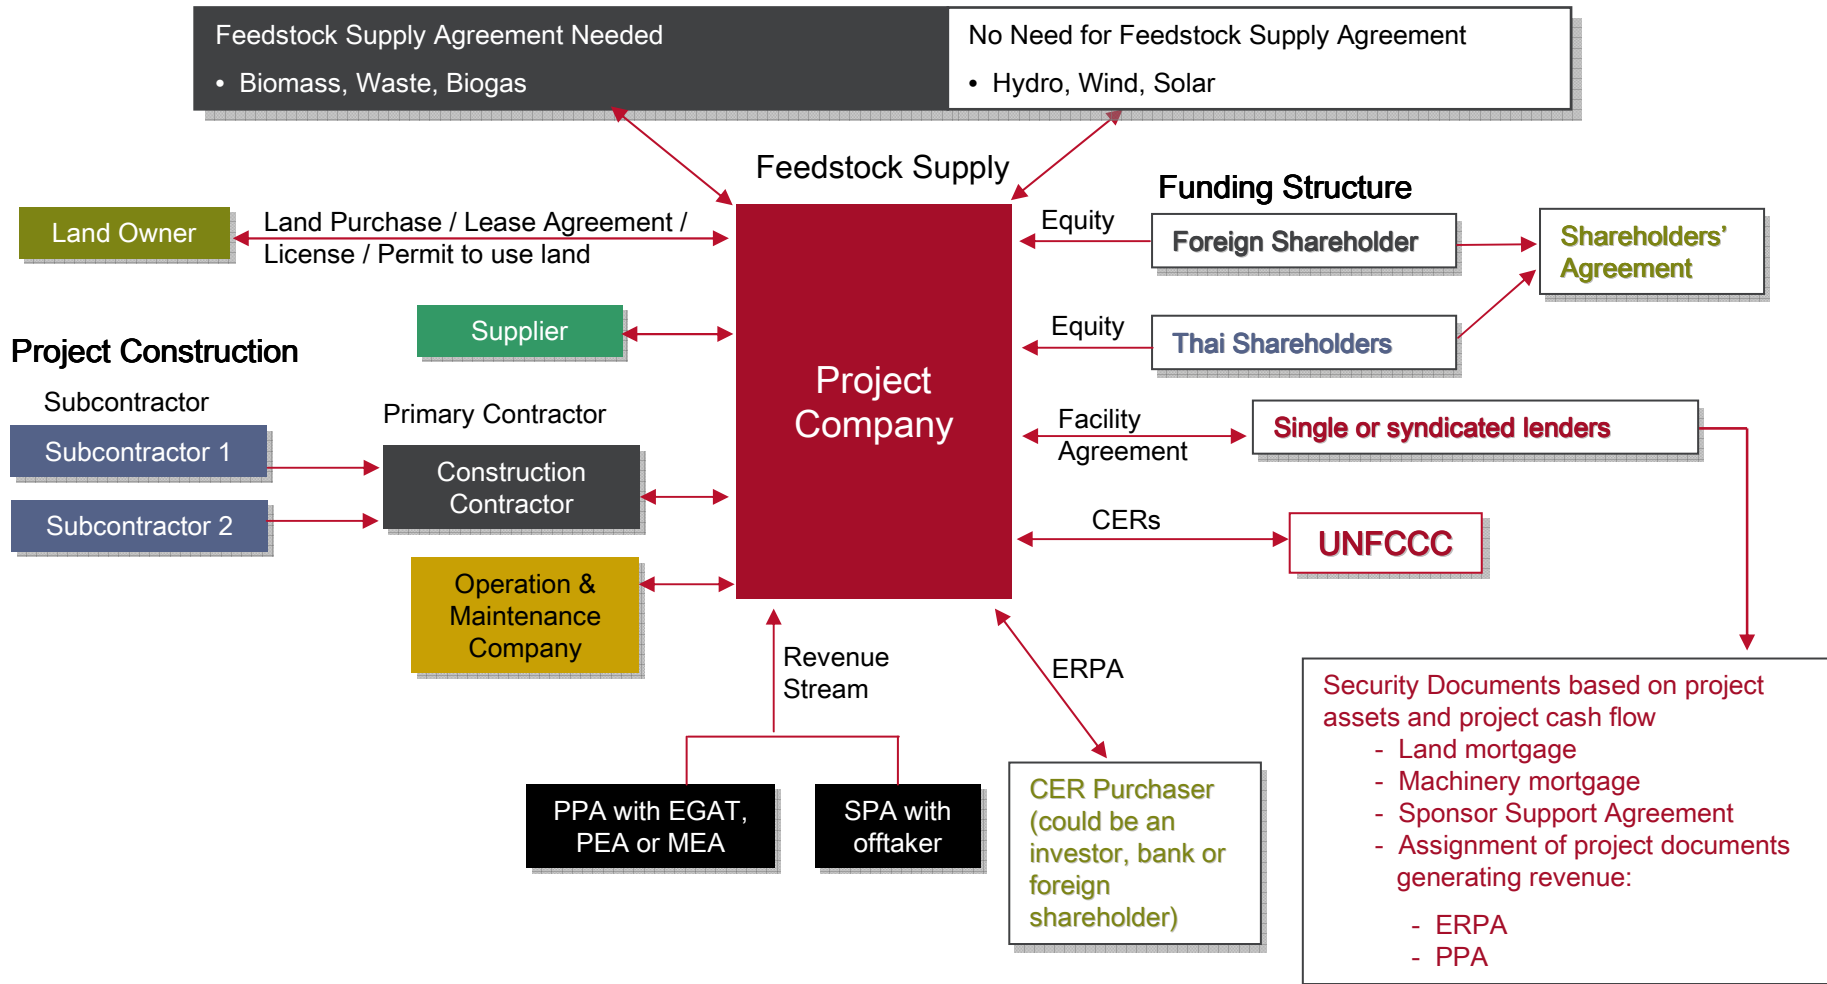 Feedstock Supply Agreement Needed
• Biomass, Waste, Biogas
No Need for Feedstock Supply Agreement
• Hydro, Wind, Solar
Feedstock Supply
Funding Structure
Land Owner
Land Purchase / Lease Agreement /
License / Permit to use land
Equity
Foreign Shareholder
Shareholders’
Agreement
Supplier
Equity
Thai Shareholders
Project Construction
Project
Company
Subcontractor
Primary Contractor
Subcontractor 1
Subcontractor 2
Construction
Contractor
Facility
Agreement
Single or syndicated lenders
CERs
UNFCCC
Operation &
Maintenance
Company
Revenue
Stream
ERPA
PPA with EGAT,
PEA or MEA
SPA with
offtaker
CER Purchaser
(could be an
investor, bank or
foreign
shareholder)
Security Documents based on project
assets and project cash flow
- Land mortgage
- Machinery mortgage
- Sponsor Support Agreement
- Assignment of project documents
generating revenue:
- ERPA
- PPA